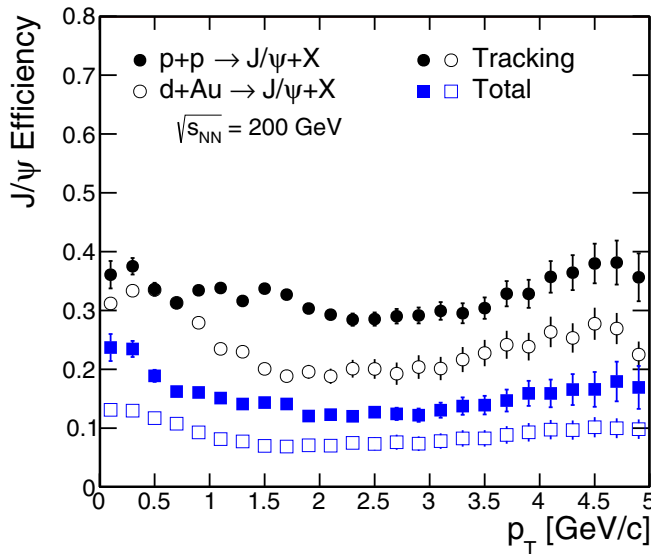 J/ψ Efficiency
0.8
0.7
0.6
0.5
0.4
0.3
0.2
0.1
0
p+p → J/ψ+X
d+Au → J/ψ+X
√s_NN = 200 GeV
Tracking
Total
0 0.5 1 1.5 2 2.5 3 3.5 4 4.5 5
p_T [GeV/c]